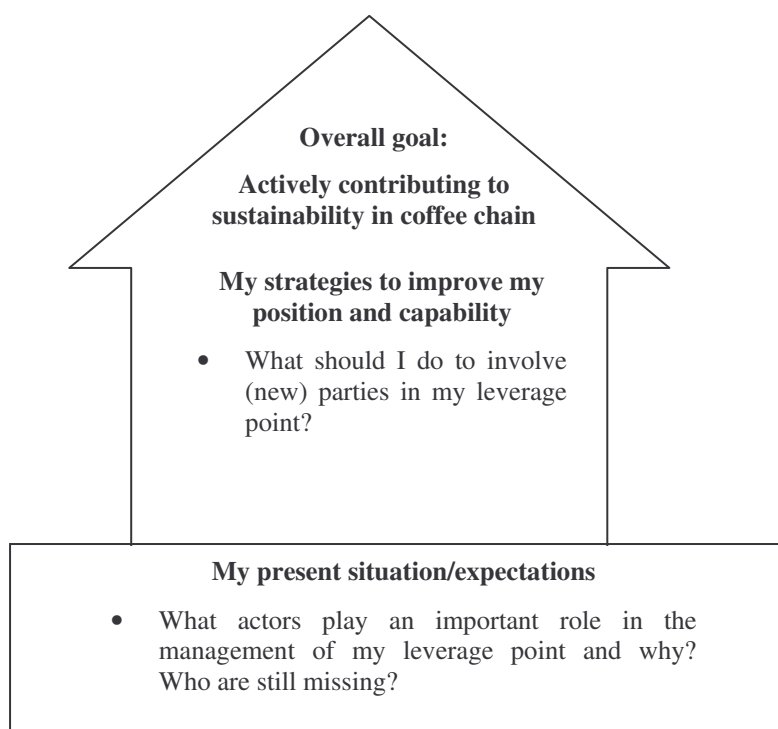 Overall goal:
Actively contributing to
sustainability in coffee chain
My strategies to improve my
position and capability
• What should I do to involve
(new) parties in my leverage
point?
My present situation/expectations
• What actors play an important role in the
management of my leverage point and why?
Who are still missing?